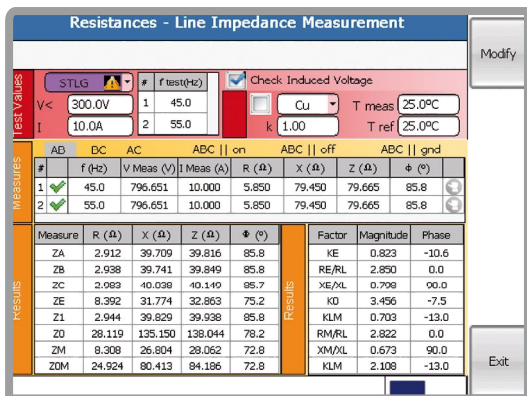 Resistances - Line Impedance Measurement
Modify
Test Values
STLG
# f test(Hz)
Check Induced Voltage
V< 300.0V
1 45.0
Cu
T meas 25.0ºC
I 10.0A
2 55.0
k 1.00
T ref 25.0ºC
Measures
AB BC AC ABC || on ABC || off ABC || gnd
# f (Hz) V Meas (V) I Meas (A) R (Ω) X (Ω) Z (Ω) ϕ (º)
1 45.0 796.651 10.000 5.850 79.450 79.665 85.8
2 55.0 796.651 10.000 5.850 79.450 79.665 85.8
Results
Measure R (Ω) X (Ω) Z (Ω) Φ (º)
ZA 2.912 39.709 39.816 85.8
ZB 2.938 39.741 39.849 85.8
ZC 2.983 40.038 40.149 85.7
ZE 8.392 31.774 32.863 75.2
Z1 2.944 39.829 39.938 85.8
Z0 28.119 135.150 138.044 78.2
ZM 8.308 26.804 28.062 72.8
Z0M 24.924 80.413 84.186 72.8
Results
Factor Magnitude Phase
KE 0.823 -10.6
RE/RL 2.850 0.0
XE/XL 0.798 90.0
K0 3.456 -7.5
KLM 0.703 -13.0
RM/RL 2.822 0.0
XM/XL 0.673 90.0
KLM 2.108 -13.0
Exit